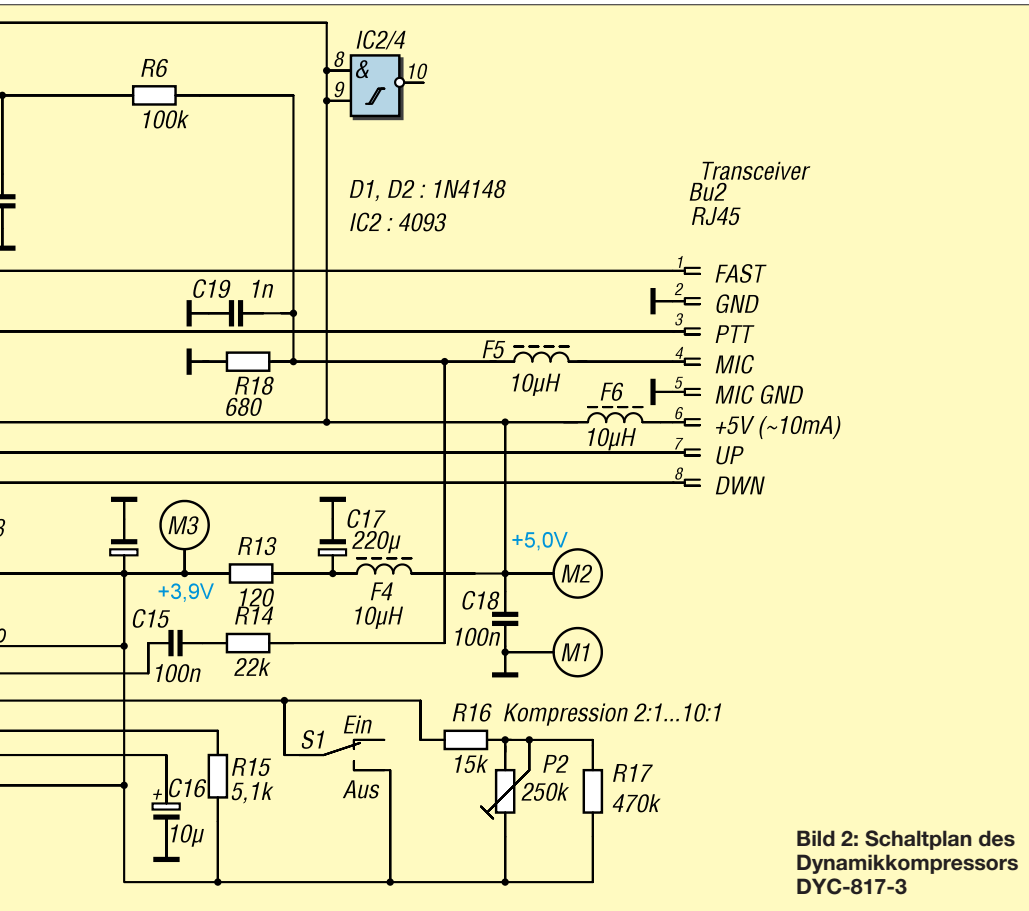 IC2/4
8
&
10
9
R6
100k
D1, D2 : 1N4148
IC2 : 4093
Transceiver
Bu2
RJ45
1 FAST
2 GND
3 PTT
4 MIC
5 MIC GND
6 +5V (~10mA)
7 UP
8 DWN
C19 1n
R18
680
F5
10µH
F6
10µH
M3
+3,9V
R13
120
C17
220µ
F4
10µH
+5,0V
M2
C18
100n
M1
C15
100n
R14
22k
R16 Kompression 2:1...10:1
15k
S1
Ein
Aus
P2
250k
R17
470k
R15
5,1k
+
C16
10µ
Bild 2: Schaltplan des
Dynamikkompressors
DYC-817-3